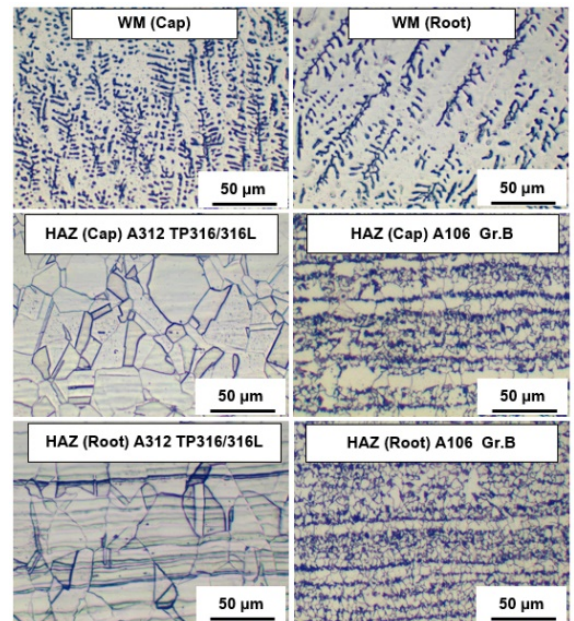 WM (Cap)
WM (Root)
50 µm
50 µm
HAZ (Cap) A312 TP316/316L
HAZ (Cap) A106 Gr.B
50 µm
50 µm
HAZ (Root) A312 TP316/316L
HAZ (Root) A106 Gr.B
50 µm
50 µm